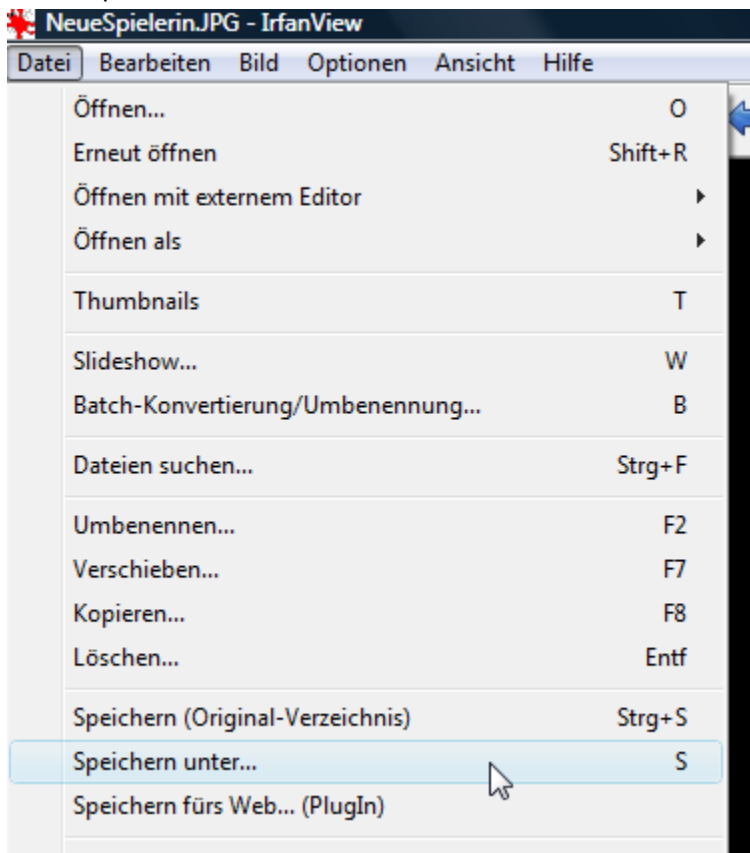 NeueSpielerin.JPG - IrfanView
Datei Bearbeiten Bild Optionen Ansicht Hilfe
Öffnen... O
Erneut öffnen Shift+R
Öffnen mit externem Editor
Öffnen als
Thumbnails T
Slideshow... W
Batch-Konvertierung/Umbenennung... B
Dateien suchen... Strg+F
Umbenennen... F2
Verschieben... F7
Kopieren... F8
Löschen... Entf
Speichern (Original-Verzeichnis) Strg+S
Speichern unter... S
Speichern fürs Web... (PlugIn)